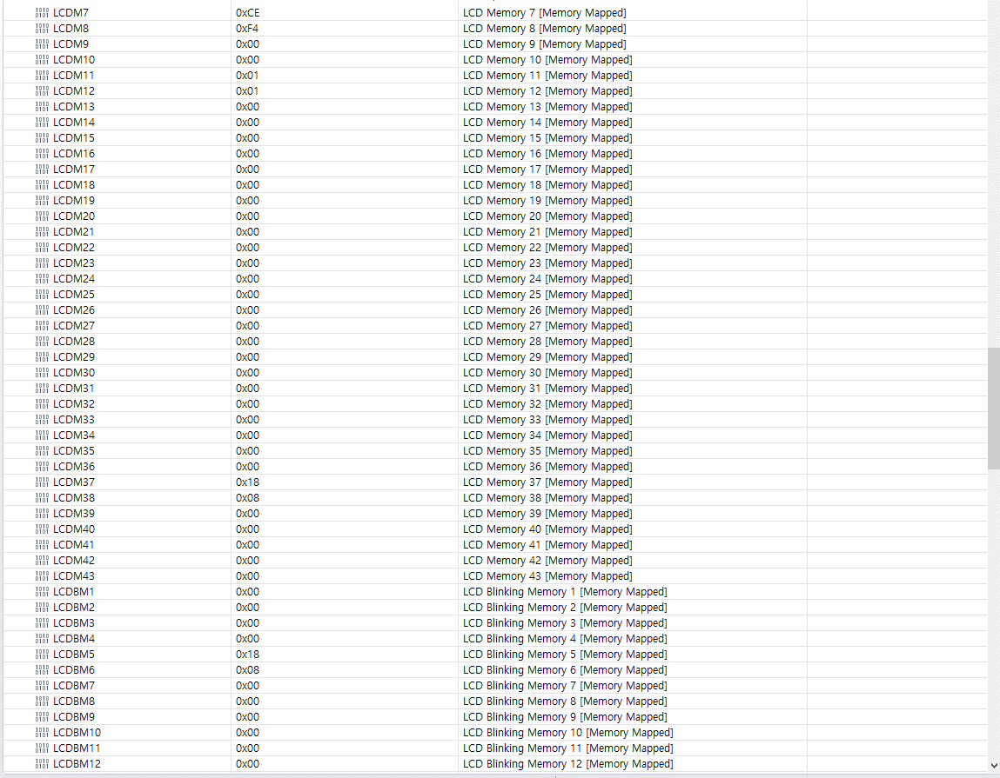 LCDM7 0xCE LCD Memory 7 [Memory Mapped]
LCDM8 0xF4 LCD Memory 8 [Memory Mapped]
LCDM9 0x00 LCD Memory 9 [Memory Mapped]
LCDM10 0x00 LCD Memory 10 [Memory Mapped]
LCDM11 0x01 LCD Memory 11 [Memory Mapped]
LCDM12 0x01 LCD Memory 12 [Memory Mapped]
LCDM13 0x00 LCD Memory 13 [Memory Mapped]
LCDM14 0x00 LCD Memory 14 [Memory Mapped]
LCDM15 0x00 LCD Memory 15 [Memory Mapped]
LCDM16 0x00 LCD Memory 16 [Memory Mapped]
LCDM17 0x00 LCD Memory 17 [Memory Mapped]
LCDM18 0x00 LCD Memory 18 [Memory Mapped]
LCDM19 0x00 LCD Memory 19 [Memory Mapped]
LCDM20 0x00 LCD Memory 20 [Memory Mapped]
LCDM21 0x00 LCD Memory 21 [Memory Mapped]
LCDM22 0x00 LCD Memory 22 [Memory Mapped]
LCDM23 0x00 LCD Memory 23 [Memory Mapped]
LCDM24 0x00 LCD Memory 24 [Memory Mapped]
LCDM25 0x00 LCD Memory 25 [Memory Mapped]
LCDM26 0x00 LCD Memory 26 [Memory Mapped]
LCDM27 0x00 LCD Memory 27 [Memory Mapped]
LCDM28 0x00 LCD Memory 28 [Memory Mapped]
LCDM29 0x00 LCD Memory 29 [Memory Mapped]
LCDM30 0x00 LCD Memory 30 [Memory Mapped]
LCDM31 0x00 LCD Memory 31 [Memory Mapped]
LCDM32 0x00 LCD Memory 32 [Memory Mapped]
LCDM33 0x00 LCD Memory 33 [Memory Mapped]
LCDM34 0x00 LCD Memory 34 [Memory Mapped]
LCDM35 0x00 LCD Memory 35 [Memory Mapped]
LCDM36 0x00 LCD Memory 36 [Memory Mapped]
LCDM37 0x18 LCD Memory 37 [Memory Mapped]
LCDM38 0x08 LCD Memory 38 [Memory Mapped]
LCDM39 0x00 LCD Memory 39 [Memory Mapped]
LCDM40 0x00 LCD Memory 40 [Memory Mapped]
LCDM41 0x00 LCD Memory 41 [Memory Mapped]
LCDM42 0x00 LCD Memory 42 [Memory Mapped]
LCDM43 0x00 LCD Memory 43 [Memory Mapped]
LCDBM1 0x00 LCD Blinking Memory 1 [Memory Mapped]
LCDBM2 0x00 LCD Blinking Memory 2 [Memory Mapped]
LCDBM3 0x00 LCD Blinking Memory 3 [Memory Mapped]
LCDBM4 0x00 LCD Blinking Memory 4 [Memory Mapped]
LCDBM5 0x18 LCD Blinking Memory 5 [Memory Mapped]
LCDBM6 0x08 LCD Blinking Memory 6 [Memory Mapped]
LCDBM7 0x00 LCD Blinking Memory 7 [Memory Mapped]
LCDBM8 0x00 LCD Blinking Memory 8 [Memory Mapped]
LCDBM9 0x00 LCD Blinking Memory 9 [Memory Mapped]
LCDBM10 0x00 LCD Blinking Memory 10 [Memory Mapped]
LCDBM11 0x00 LCD Blinking Memory 11 [Memory Mapped]
LCDBM12 0x00 LCD Blinking Memory 12 [Memory Mapped]